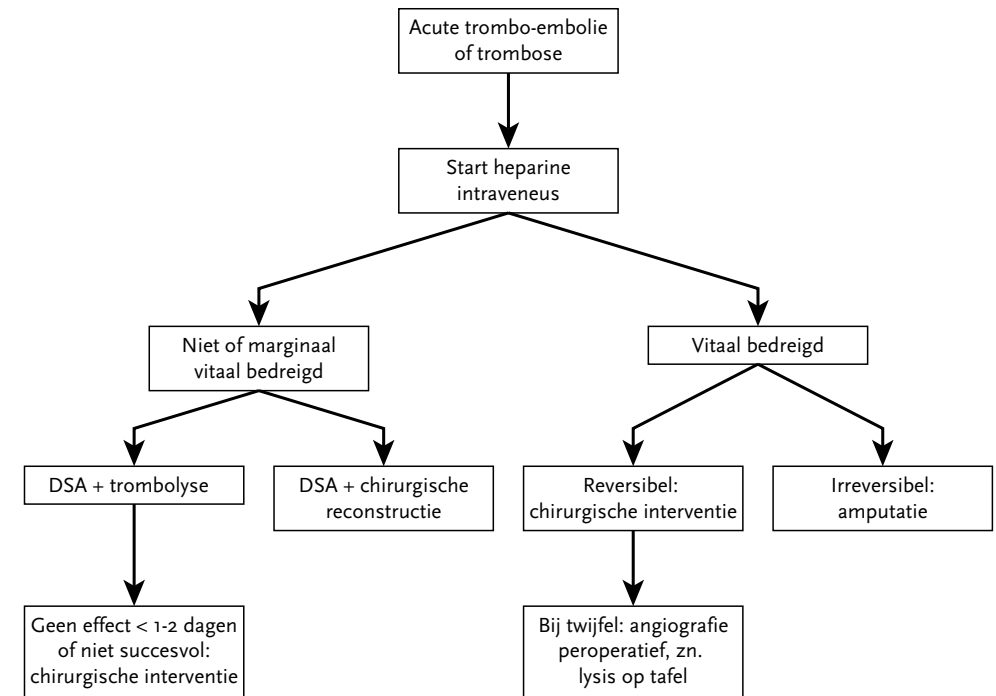 Acute trombo-embolie
of trombose
Start heparine
intraveneus
Niet of marginaal
vitaal bedreigd
Vitaal bedreigd
DSA + trombolyse
DSA + chirurgische
reconstructie
Reversibel:
chirurgische interventie
Irreversibel:
amputatie
Geen effect < 1-2 dagen
of niet succesvol:
chirurgische interventie
Bij twijfel: angiografie
peroperatief, zn.
lysis op tafel